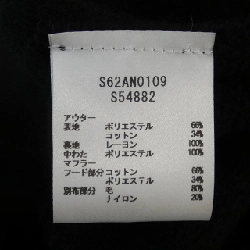 S62AN0109
S54882
アウター
表地 ポリエステル 66%
コットン 34%
裏地 レーヨン 100%
中わた ポリエステル 100%
マフラー
フード部分 コットン 66%
ポリエステル 34%
別布部分 毛 80%
ナイロン 20%